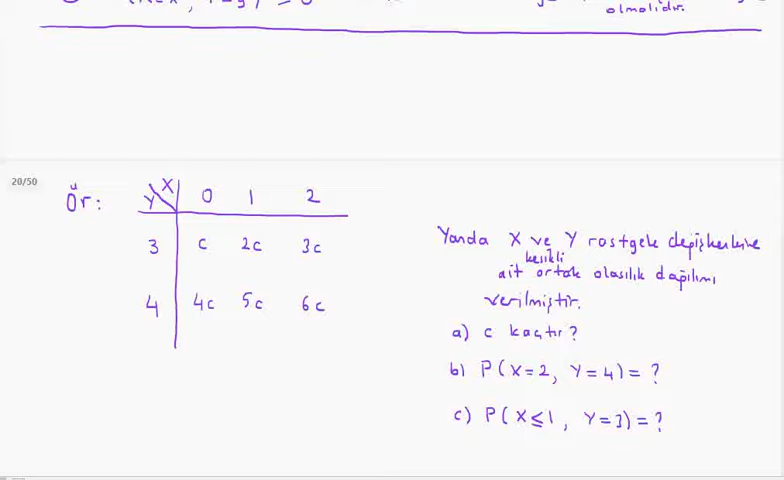 olmalıdır.
20/50
Ör:
Y X 0 1 2
3 c 2c 3c
4 4c 5c 6c
Yanda X ve Y rastgele değişkenlerine
kesikli
ait ortak olasılık dağılımı
verilmiştir.
a) c kaçtır?
b) P(X=2, Y=4)=?
c) P(X≤1, Y=3)=?